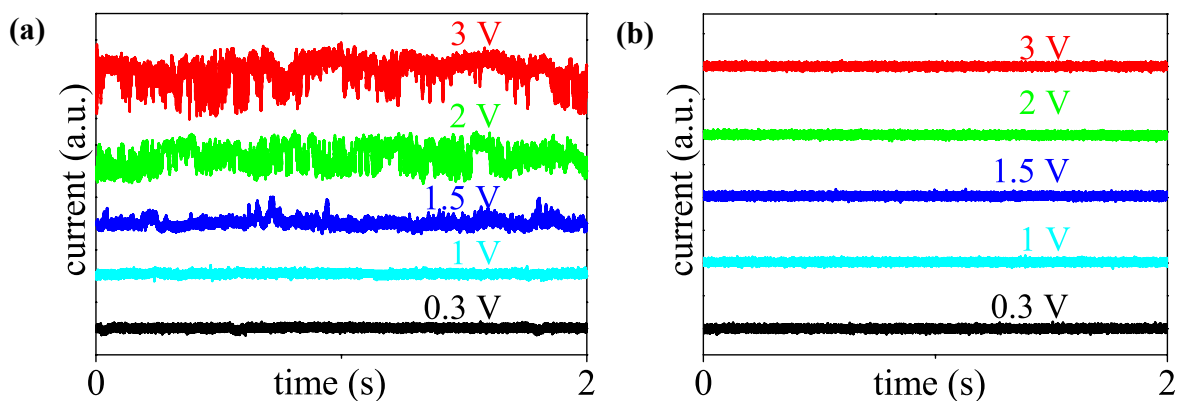 (a)
3 V
2 V
1.5 V
1 V
0.3 V
current (a.u.)
0
2
time (s)
(b)
3 V
2 V
1.5 V
1 V
0.3 V
current (a.u.)
0
2
time (s)